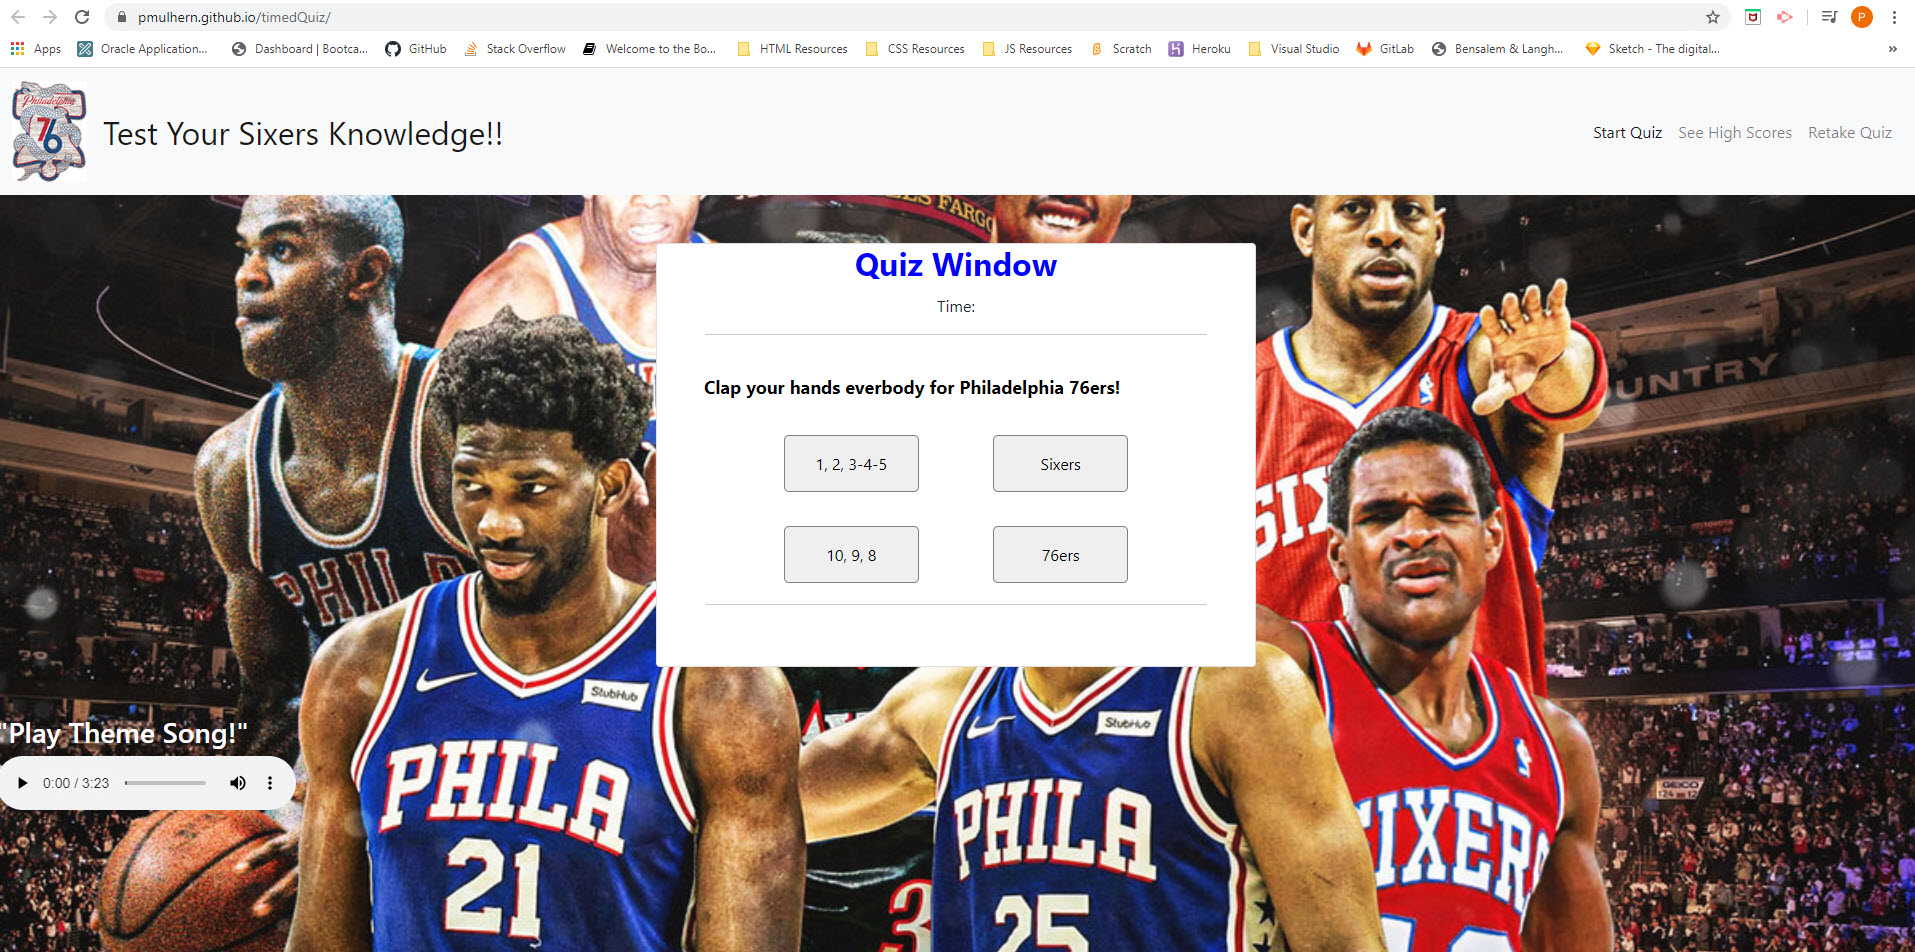 pmulhern.github.io/timedQuiz/
P
Apps
Oracle Application...
Dashboard | Bootca...
GitHub
Stack Overflow
Welcome to the Bo...
HTML Resources
CSS Resources
JS Resources
Scratch
Heroku
Visual Studio
GitLab
Bensalem & Langh...
Sketch - The digital...
»
Philadelphia
76
Test Your Sixers Knowledge!!
Start Quiz
See High Scores
Retake Quiz
FARGO
Quiz Window
Time:
Clap your hands everbody for Philadelphia 76ers!
1, 2, 3-4-5
Sixers
10, 9, 8
76ers
UNTRY
SIX
PHIL
StubHub
StubHub
"Play Theme Song!"
0:00 / 3:23
PHILA
21
PHILA
25
3
SIXERS
GEICO
124